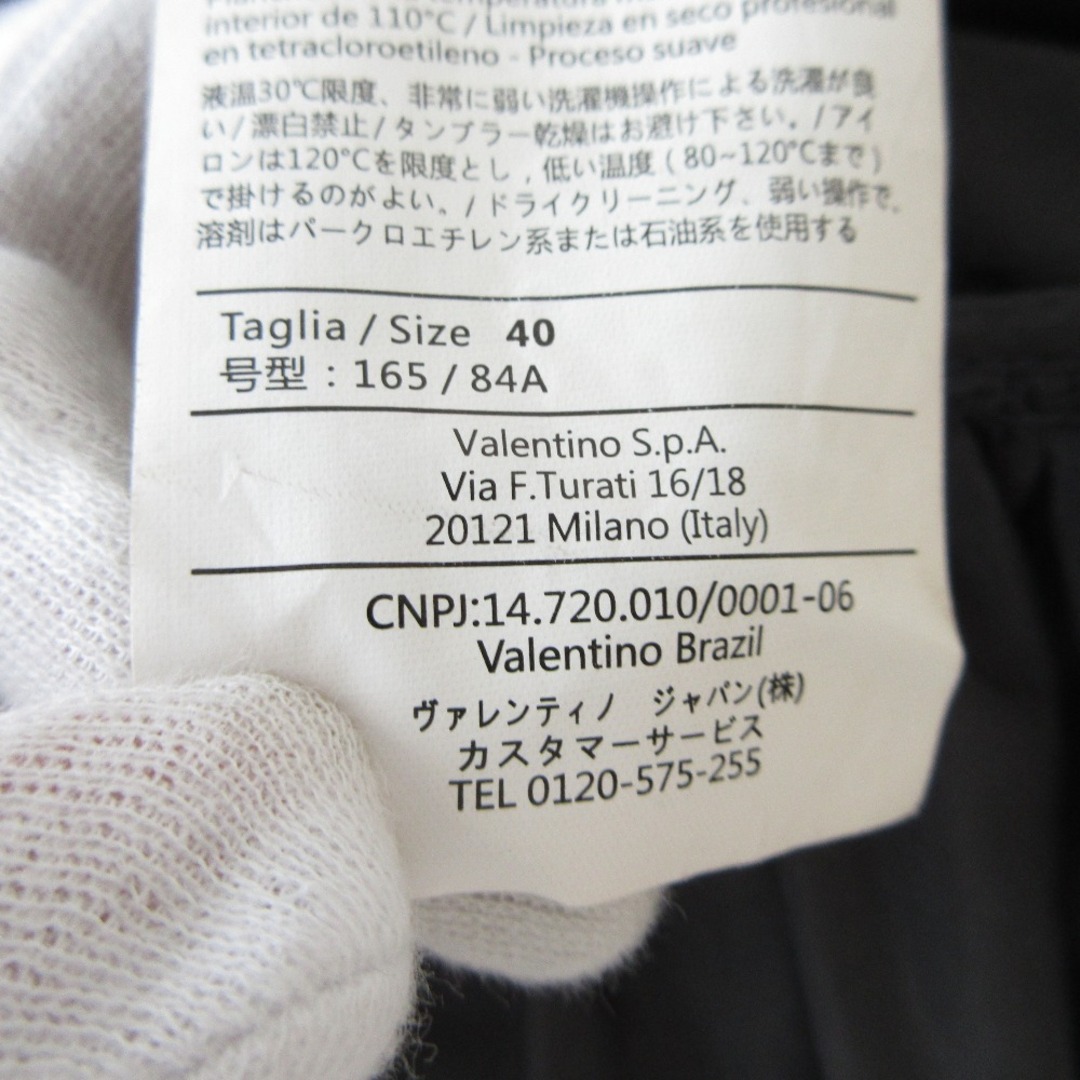 interior de 110°C / Limpieza en seco profesional
en tetracloroetileno - Proceso suave
液温30℃限度、非常に弱い洗濯機操作による洗濯が良
い/漂白禁止/タンブラー乾燥はお避け下さい。/アイ
ロンは120℃を限度とし,低い温度(80~120℃まで)
で掛けるのがよい。/ドライクリーニング、弱い操作で、
溶剤はパークロエチレン系または石油系を使用する
Taglia / Size 40
号型:165 / 84A
Valentino S.p.A.
Via F.Turati 16/18
20121 Milano (Italy)
CNPJ:14.720.010/0001-06
Valentino Brazil
ヴァレンティノ ジャパン(株)
カスタマーサービス
TEL 0120-575-255